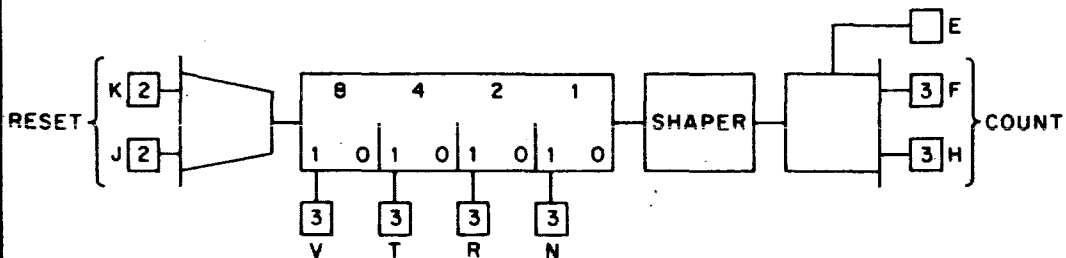 E
8 4 2 1
K 2
3 F
RESET
SHAPER
COUNT
J 2
3 H
1 0 1 0 1 0 1 0
3 3 3 3
V T R N